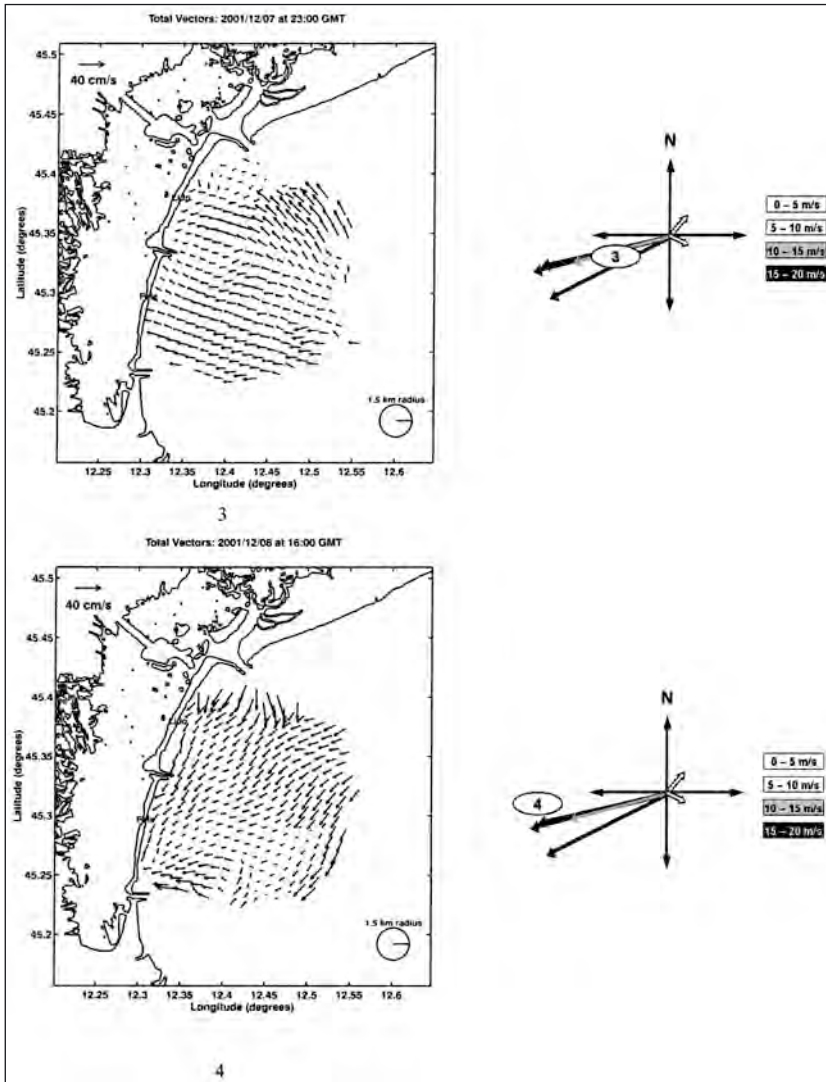 Total Vectors: 2001/12/07 at 23:00 GMT
45.5
45.45
45.4
45.35
45.3
45.25
45.2
Latitude (degrees)
40 cm/s
1.5 km radius
12.25 12.3 12.35 12.4 12.45 12.5 12.55 12.6
Longitude (degrees)
3
N
3
0 – 5 m/s
5 – 10 m/s
10 – 15 m/s
15 – 20 m/s
Total Vectors: 2001/12/08 at 16:00 GMT
45.5
45.45
45.4
45.35
45.3
45.25
45.2
Latitude (degrees)
40 cm/s
1.5 km radius
12.25 12.3 12.35 12.4 12.45 12.5 12.55 12.6
Longitude (degrees)
4
N
4
0 – 5 m/s
5 – 10 m/s
10 – 15 m/s
15 – 20 m/s